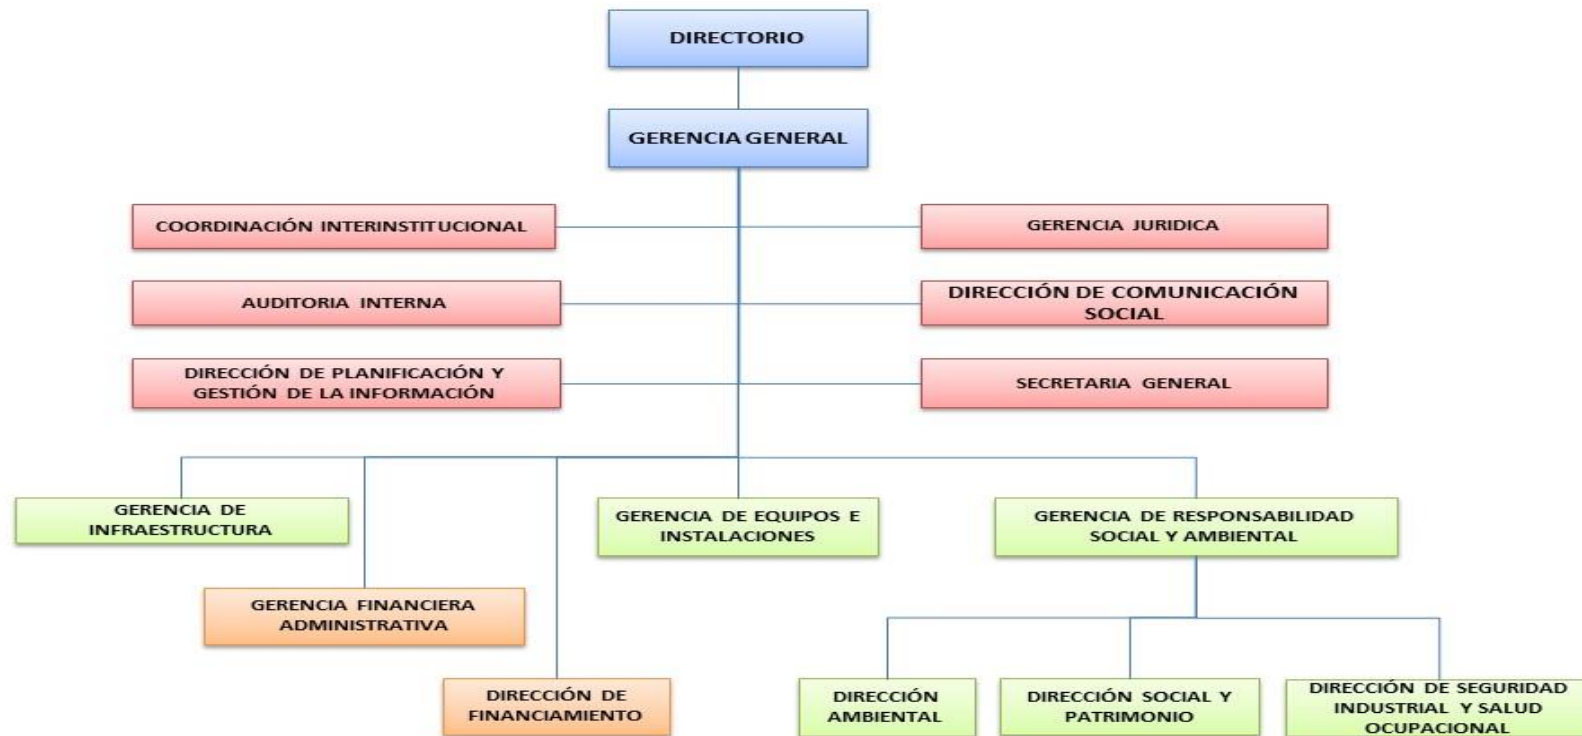 DIRECTORIO
GERENCIA GENERAL
COORDINACIÓN INTERINSTITUCIONAL
GERENCIA JURIDICA
AUDITORIA INTERNA
DIRECCIÓN DE COMUNICACIÓN
SOCIAL
DIRECCIÓN DE PLANIFICACIÓN Y
GESTIÓN DE LA INFORMACIÓN
SECRETARIA GENERAL
GERENCIA DE
INFRAESTRUCTURA
GERENCIA DE EQUIPOS E
INSTALACIONES
GERENCIA DE RESPONSABILIDAD
SOCIAL Y AMBIENTAL
GERENCIA FINANCIERA
ADMINISTRATIVA
DIRECCIÓN DE
FINANCIAMIENTO
DIRECCIÓN
AMBIENTAL
DIRECCIÓN SOCIAL Y
PATRIMONIO
DIRECCIÓN DE SEGURIDAD
INDUSTRIAL Y SALUD
OCUPACIONAL